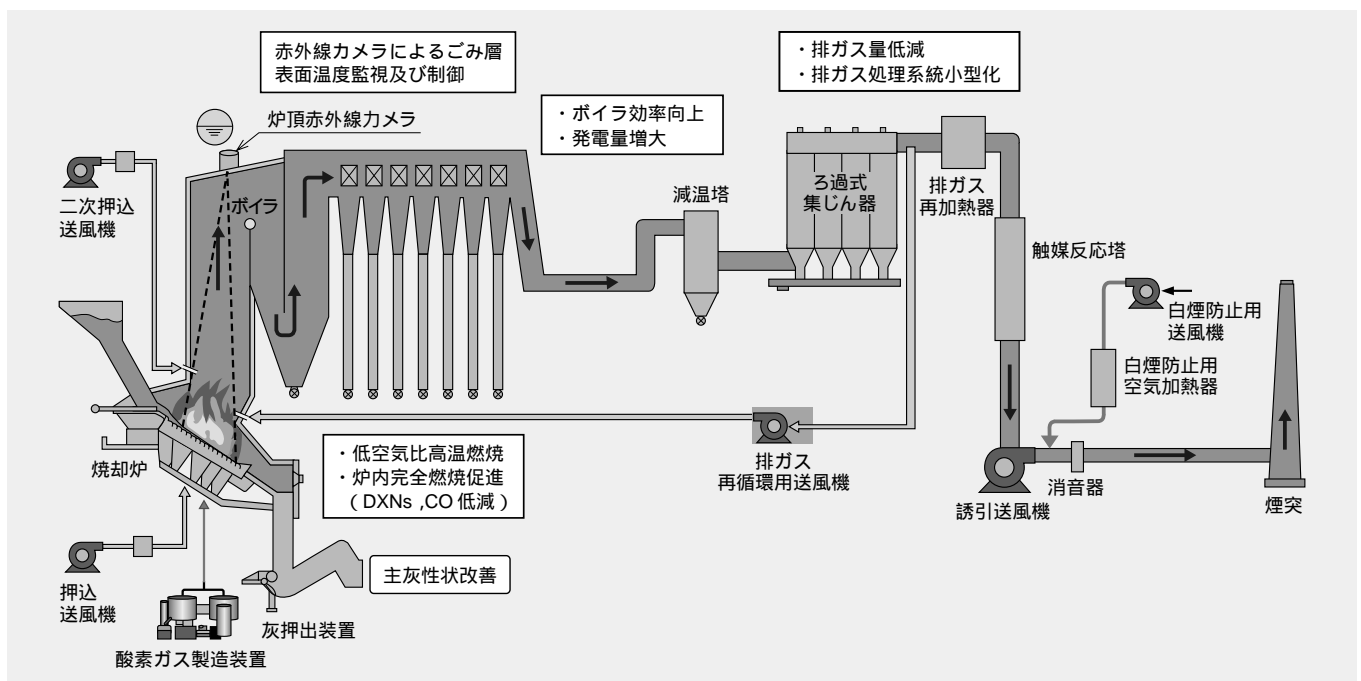 赤外線カメラによるごみ層
表面温度監視及び制御
・排ガス量低減
・排ガス処理系統小型化
・ボイラ効率向上
・発電量増大
炉頂赤外線カメラ
二次押込
送風機
ボイラ
減温塔
ろ過式
集じん器
排ガス
再加熱器
触媒反応塔
白煙防止用
送風機
白煙防止用
空気加熱器
焼却炉
・低空気比高温燃焼
・炉内完全燃焼促進
（DXNs ,CO 低減）
排ガス
再循環用送風機
誘引送風機
消音器
煙突
押込
送風機
主灰性状改善
灰押出装置
酸素ガス製造装置